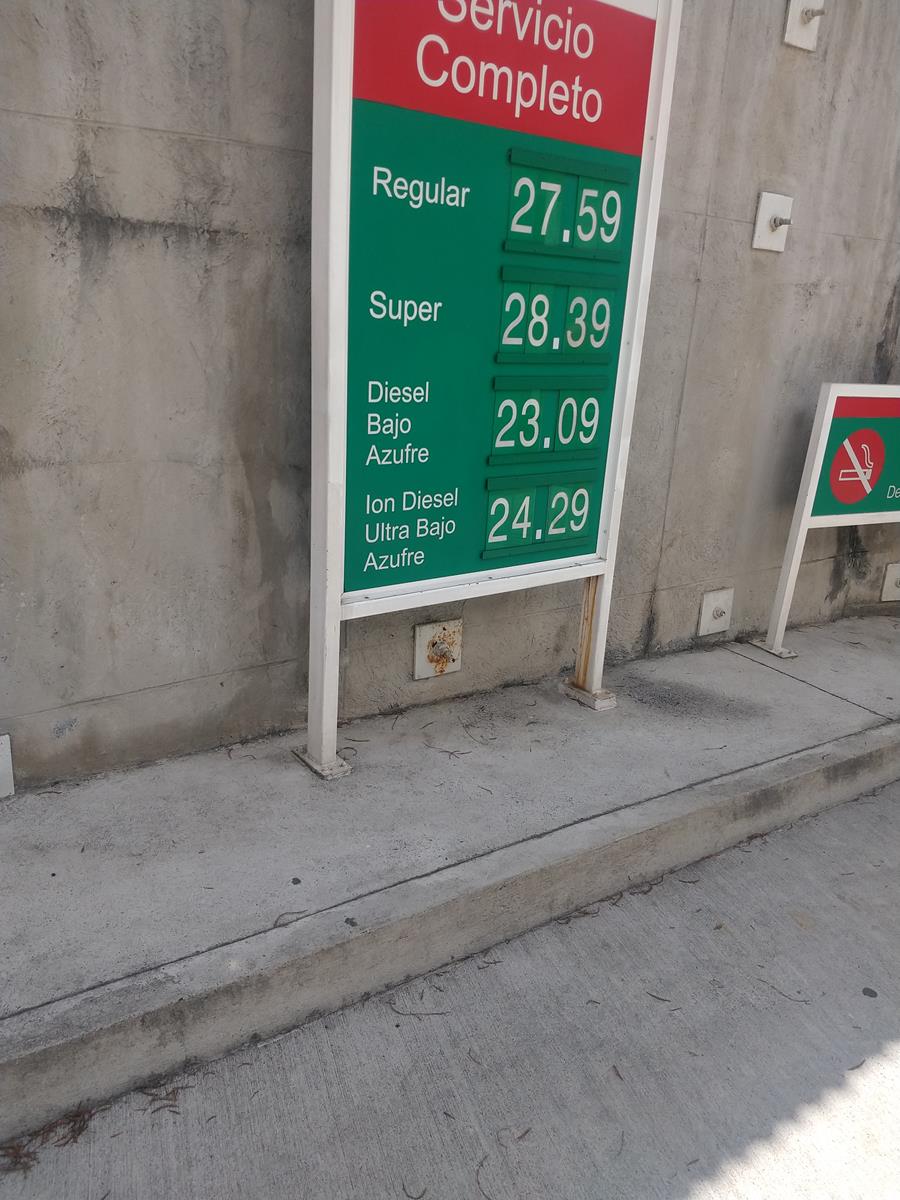 Servicio
Completo
Regular 27.59
Super 28.39
Diesel
Bajo
Azufre 23.09
Ion Diesel
Ultra Bajo
Azufre 24.29